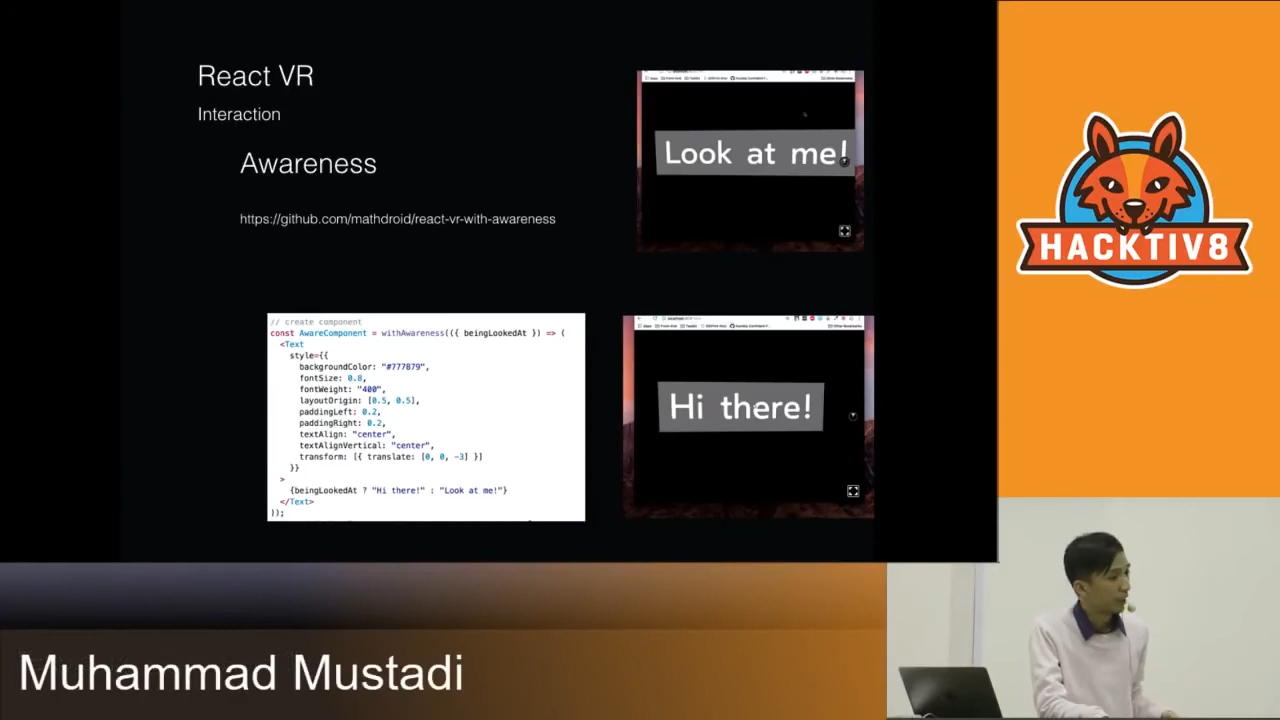 React VR
Interaction
Awareness
https://github.com/mathdroid/react-vr-with-awareness
Look at me!
// create component
const AwareComponent = withAwareness(({ beingLookedAt }) => (
<Text
style={{
backgroundColor: "#777879",
fontSize: 0.8,
fontWeight: "400",
layoutOrigin: [0.5, 0.5],
paddingLeft: 0.2,
paddingRight: 0.2,
textAlign: "center",
textAlignVertical: "center",
transform: [{ translate: [0, 0, -3] }]
}}
>
{beingLookedAt ? "Hi there!" : "Look at me!"}
</Text>
));
Hi there!
HACKTIV8
Muhammad Mustadi